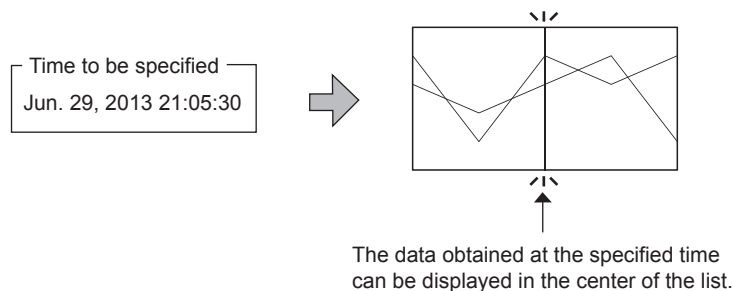 Time to be specified
Jun. 29, 2013 21:05:30
The data obtained at the specified time
can be displayed in the center of the list.